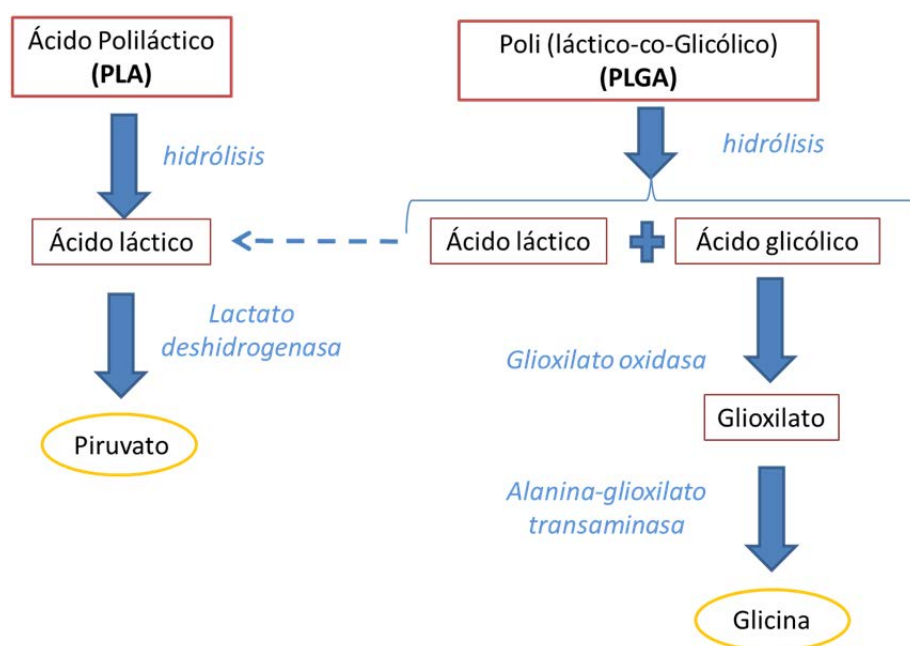 Ácido Poliláctico
(PLA)
Poli (láctico-co-Glicólico)
(PLGA)
hidrólisis
hidrólisis
Ácido láctico
Ácido láctico
Ácido glicólico
Lactato
deshidrogenasa
Glioxilato oxidasa
Piruvato
Glioxilato
Alanina-glioxilato
transaminasa
Glicina